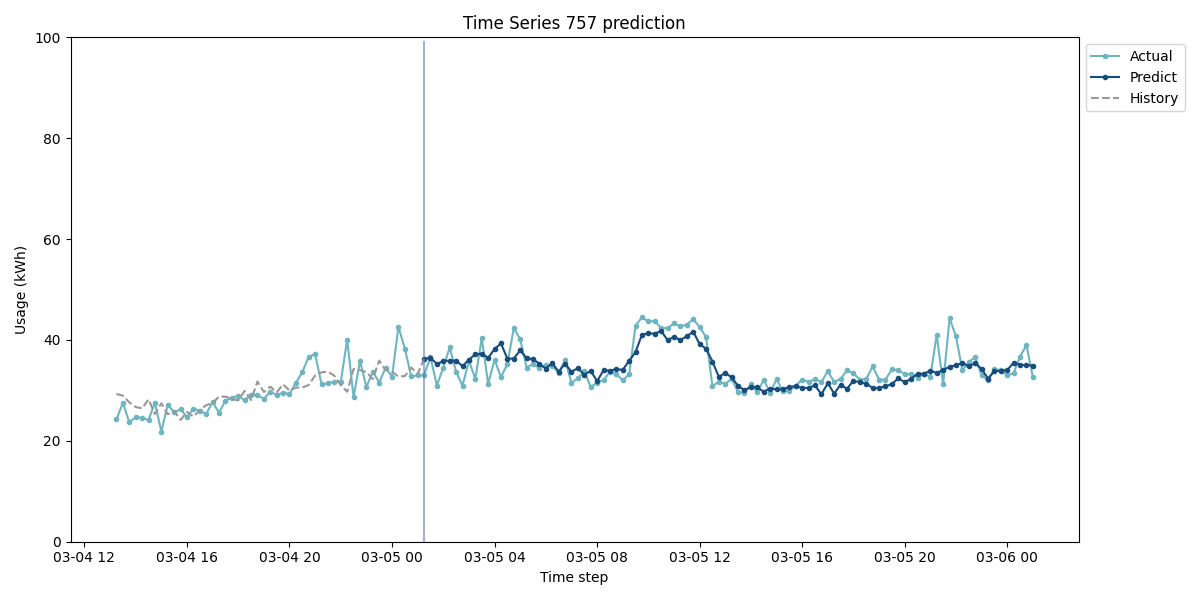 Time Series 757 prediction
Usage (kWh)
100
80
60
40
20
0
03-04 12
03-04 16
03-04 20
03-05 00
03-05 04
03-05 08
03-05 12
03-05 16
03-05 20
03-06 00
Time step
Actual
Predict
History